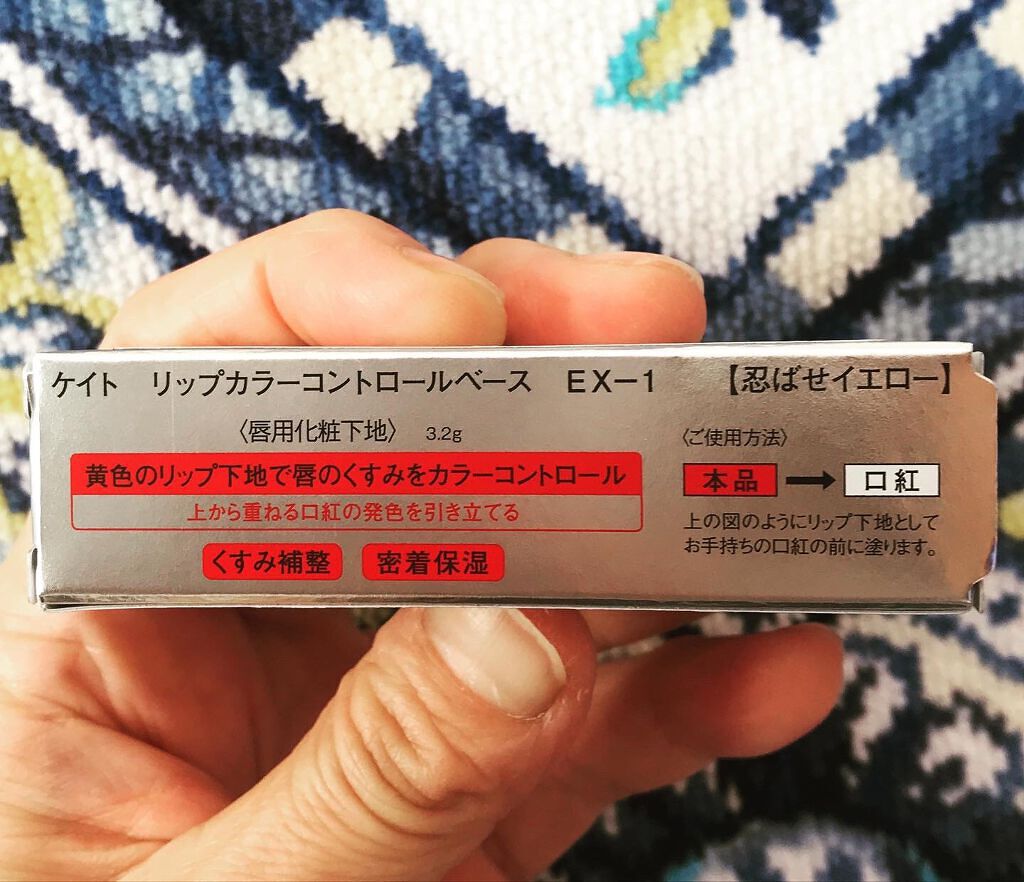 ケイト リップカラーコントロールベース EX－1 【忍ばせイエロー】
〈唇用化粧下地〉 3.2g
黄色のリップ下地で唇のくすみをカラーコントロール
上から重ねる口紅の発色を引き立てる
くすみ補整 密着保湿
〈ご使用方法〉
本品 → 口紅
上の図のようにリップ下地として
お手持ちの口紅の前に塗ります。